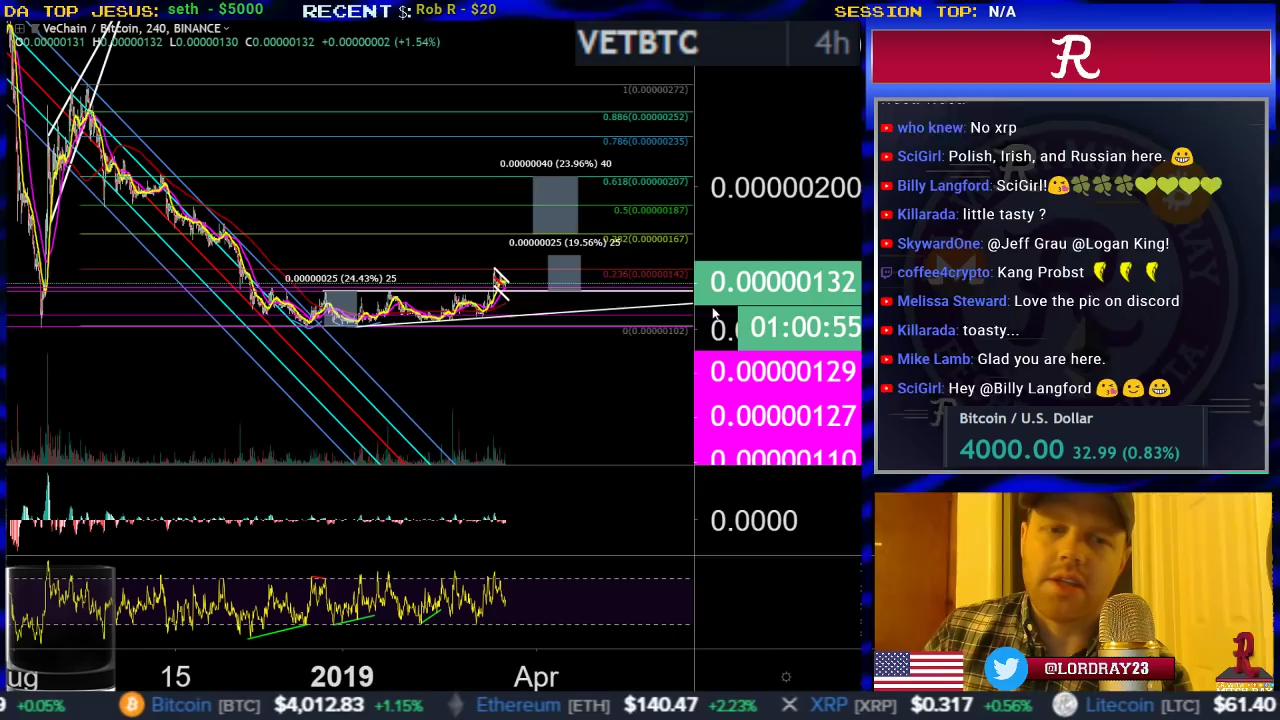 DA TOP JESUS: seth - $5000
RECENT $: Rob R - $20
SESSION TOP: N/A
VeChain / Bitcoin, 240, BINANCE
O0.00000131 H0.00000132 L0.00000130 C0.00000132 +0.00000002 (+1.54%)
VETBTC 4h
1(0.00000272)
0.886(0.00000252)
0.786(0.00000235)
0.00000040 (23.96%) 40
0.618(0.00000207)
0.5(0.00000187)
0.382(0.00000167)
0.00000025 (19.56%) 25
0.00000025 (24.43%) 25
0.236(0.00000142)
0(0.00000102)
0.00000200
0.00000132
01:00:55
0.00000129
0.00000127
0.00000110
0.0000
15
2019
Apr
R
who knew: No xrp
SciGirl: Polish, Irish, and Russian here. 😀
Billy Langford: SciGirl!😘🍀🍀🍀💚💚💚💚
Killarada: little tasty ?
SkywardOne: @Jeff Grau @Logan King!
coffee4crypto: Kang Probst
Melissa Steward: Love the pic on discord
Killarada: toasty...
Mike Lamb: Glad you are here.
SciGirl: Hey @Billy Langford 😘 😉 😀
Bitcoin / U.S. Dollar
4000.00 32.99 (0.83%)
@LORDRAY23
9 +0.05% Bitcoin [BTC] $4,012.83 +1.15% Ethereum [ETH] $140.47 +2.23% XRP [XRP] $0.317 +0.56% Litecoin [LTC] $61.40